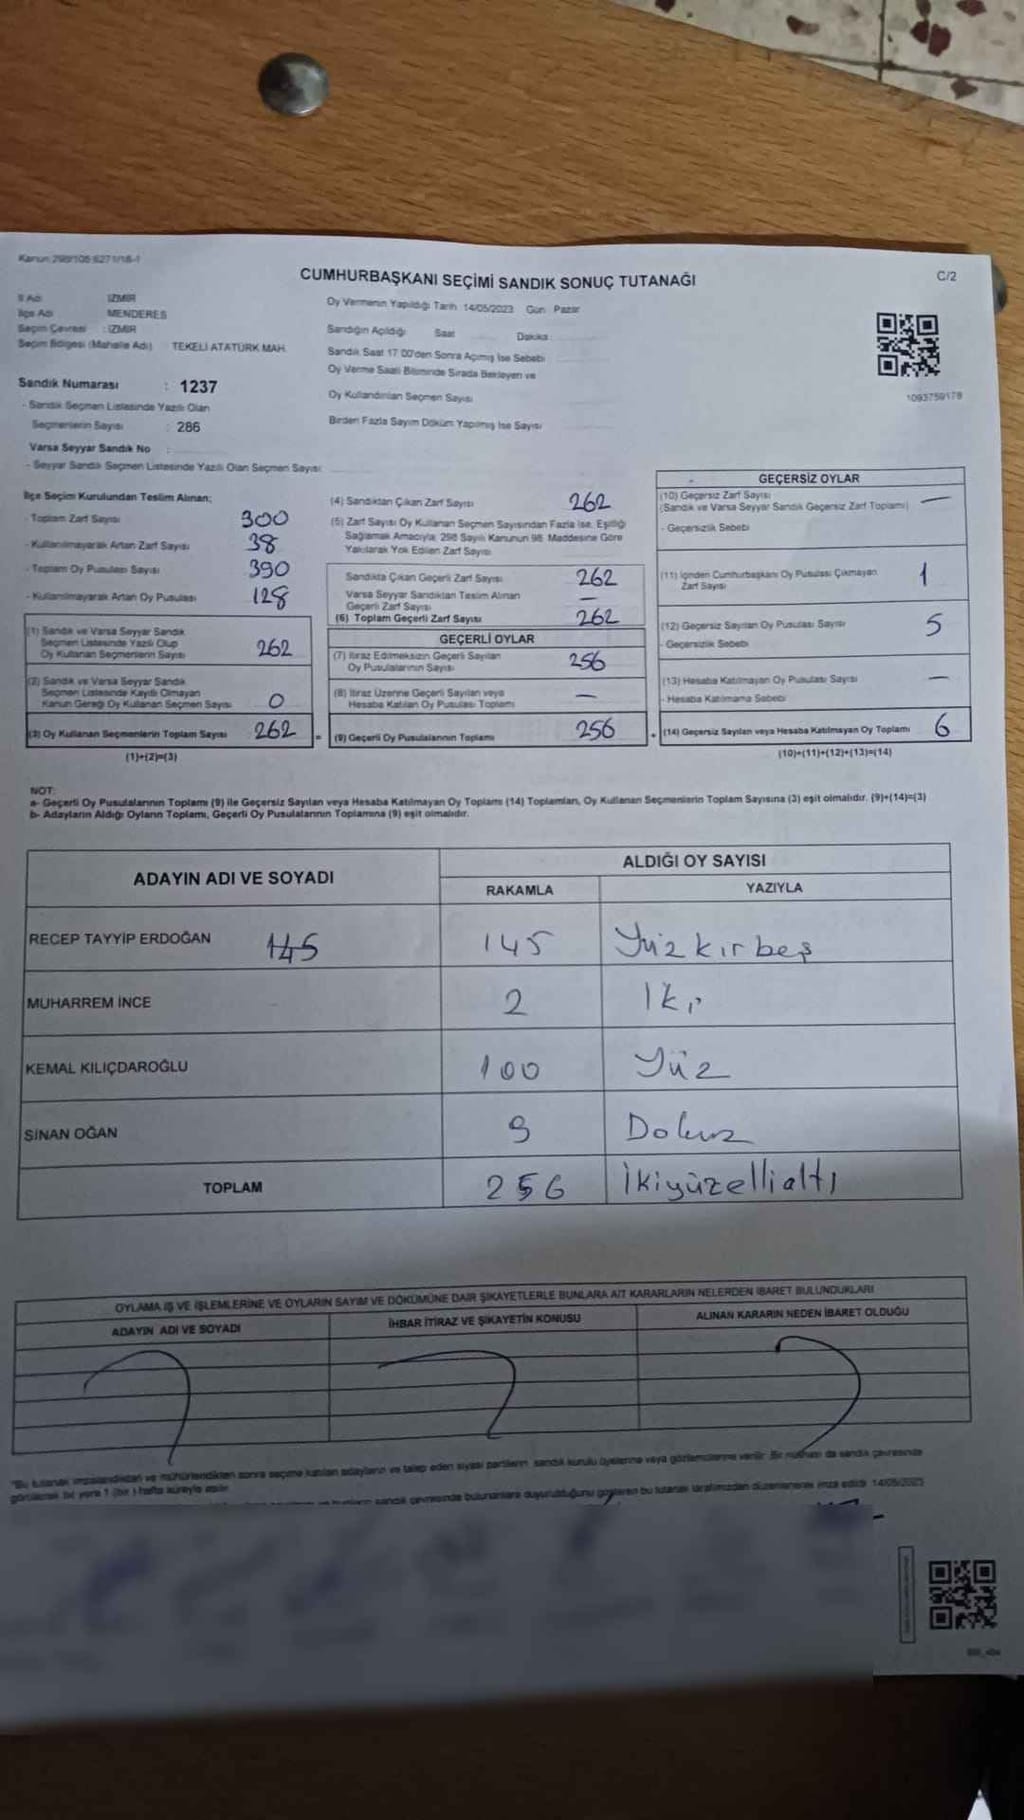 Kanun 298/105 6271/18-1
CUMHURBAŞKANI SEÇİMİ SANDIK SONUÇ TUTANAĞI
C/2
İl Adı İZMİR
İlçe Adı MENDERES
Seçim Çevresi : İZMİR
Seçim Bölgesi (Mahalle Adı) TEKELİ ATATÜRK MAH.
Oy Vermenin Yapıldığı Tarih 14/05/2023 Gün Pazar
Sandığın Açıldığı Saat Dakika
Sandık Saat 17 00'den Sonra Açımış İse Sebebi
Oy Verme Saati Bitiminde Sırada Bekleyen ve
Oy Kullandırılan Seçmen Sayısı
Birden Fazla Sayım Döküm Yapılmış İse Sayısı
1093759178
Sandık Numarası : 1237
- Sandık Seçmen Listesinde Yazılı Olan
Seçmenlerin Sayısı : 286
Varsa Seyyar Sandık No :
- Seyyar Sandık Seçmen Listesinde Yazılı Olan Seçmen Sayısı
İlçe Seçim Kurulundan Teslim Alınan;
- Toplam Zarf Sayısı 300
- Kullanılmayarak Artan Zarf Sayısı 38
- Toplam Oy Pusulası Sayısı 390
- Kullanılmayarak Artan Oy Pusulası 128
(1) Sandık ve Varsa Seyyar Sandık
Seçmen Listesinde Yazılı Olup
Oy Kullanan Seçmenlerin Sayısı 262
(2) Sandık ve Varsa Seyyar Sandık
Seçmen Listesinde Kayıtlı Olmayan
Kanun Gereği Oy Kullanan Seçmen Sayısı 0
(3) Oy Kullanan Seçmenlerin Toplam Sayısı 262
(1)+(2)=(3)
(4) Sandıktan Çıkan Zarf Sayısı 262
(5) Zarf Sayısı Oy Kullanan Seçmen Sayısından Fazla ise, Eşitliği
Sağlamak Amacıyla, 298 Sayılı Kanunun 98. Maddesine Göre
Yakılarak Yok Edilen Zarf Sayısı
Sandıkta Çıkan Geçerli Zarf Sayısı 262
Varsa Seyyar Sandıktan Teslim Alınan
Geçerli Zarf Sayısı —
(6) Toplam Geçerli Zarf Sayısı 262
GEÇERLİ OYLAR
(7) İtiraz Edilmeksizin Geçerli Sayılan
Oy Pusulalarının Sayısı 256
(8) İtiraz Üzerine Geçerli Sayılan veya
Hesaba Katılan Oy Pusulası Toplamı —
= (9) Geçerli Oy Pusulalarının Toplamı 256
GEÇERSİZ OYLAR
(10) Geçersiz Zarf Sayısı —
(Sandık ve Varsa Seyyar Sandık Geçersiz Zarf Toplamı)
- Geçersizlik Sebebi
(11) İçinden Cumhurbaşkanı Oy Pusulası Çıkmayan 1
Zarf Sayısı
(12) Geçersiz Sayılan Oy Pusulası Sayısı 5
- Geçersizlik Sebebi
(13) Hesaba Katılmayan Oy Pusulası Sayısı —
- Hesaba Katılmama Sebebi
+ (14) Geçersiz Sayılan veya Hesaba Katılmayan Oy Toplamı 6
(10)+(11)+(12)+(13)=(14)
NOT:
a- Geçerli Oy Pusulalarının Toplamı (9) ile Geçersiz Sayılan veya Hesaba Katılmayan Oy Toplamı (14) Toplamları, Oy Kullanan Seçmenlerin Toplam Sayısına (3) eşit olmalıdır. (9)+(14)=(3)
b- Adayların Aldığı Oyların Toplamı, Geçerli Oy Pusulalarının Toplamına (9) eşit olmalıdır.
ADAYIN ADI VE SOYADI
ALDIĞI OY SAYISI
RAKAMLA YAZIYLA
RECEP TAYYİP ERDOĞAN 145 145 Yüzkırbeş
MUHARREM İNCE 2 İki
KEMAL KILIÇDAROĞLU 100 Yüz
SİNAN OĞAN 9 Dokuz
TOPLAM 256 İkiyüzellialtı
OYLAMA İŞ VE İŞLEMLERİNE VE OYLARIN SAYIM VE DÖKÜMÜNE DAİR ŞİKAYETLERLE BUNLARA AİT KARARLARIN NELERDEN İBARET BULUNDUKLARI
ADAYIN ADI VE SOYADI İHBAR İTİRAZ VE ŞİKAYETİN KONUSU ALINAN KARARIN NEDEN İBARET OLDUĞU
"Bu tutanak imzalandıktan ve mühürlendikten sonra seçime katılan adayların ve talep eden siyasi partilerin sandık kurulu üyelerine veya gözlemcilerine verilir. Bir nüshası da sandık çevresinde
görülecek bir yere 1 (bir) hafta süreyle asılır.
sandık çevresinde bulunanlara duyurulduğunu gösteren bu tutanak tarafımızdan düzenlenerek imza edildi 14/05/2023